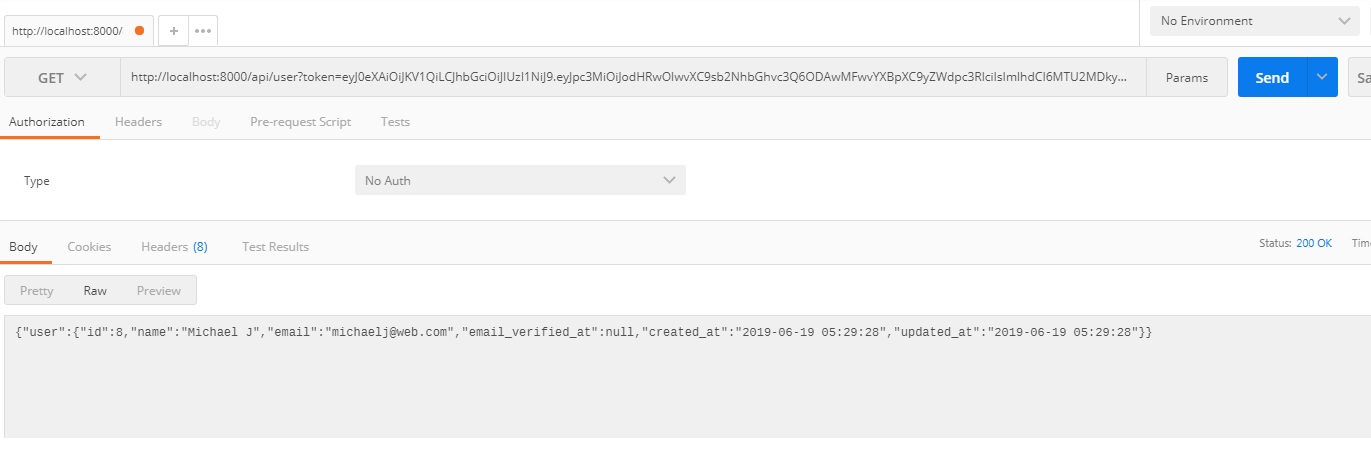 http://localhost:8000/
+
•••
No Environment
GET
http://localhost:8000/api/user?token=eyJ0eXAiOiJKV1QiLCJhbGciOiJIUzI1NiJ9.eyJpc3MiOiJodHRwOlwvXC9sb2NhbGhvc3Q6ODAwMFwvYXBpXC9yZWdpc3RlciIsImlhdCI6MTU2MDky...
Params
Send
Sa
Authorization
Headers
Body
Pre-request Script
Tests
Type
No Auth
Body
Cookies
Headers (8)
Test Results
Status: 200 OK
Time
Pretty
Raw
Preview
{"user":{"id":8,"name":"Michael J","email":"michaelj@web.com","email_verified_at":null,"created_at":"2019-06-19 05:29:28","updated_at":"2019-06-19 05:29:28"}}